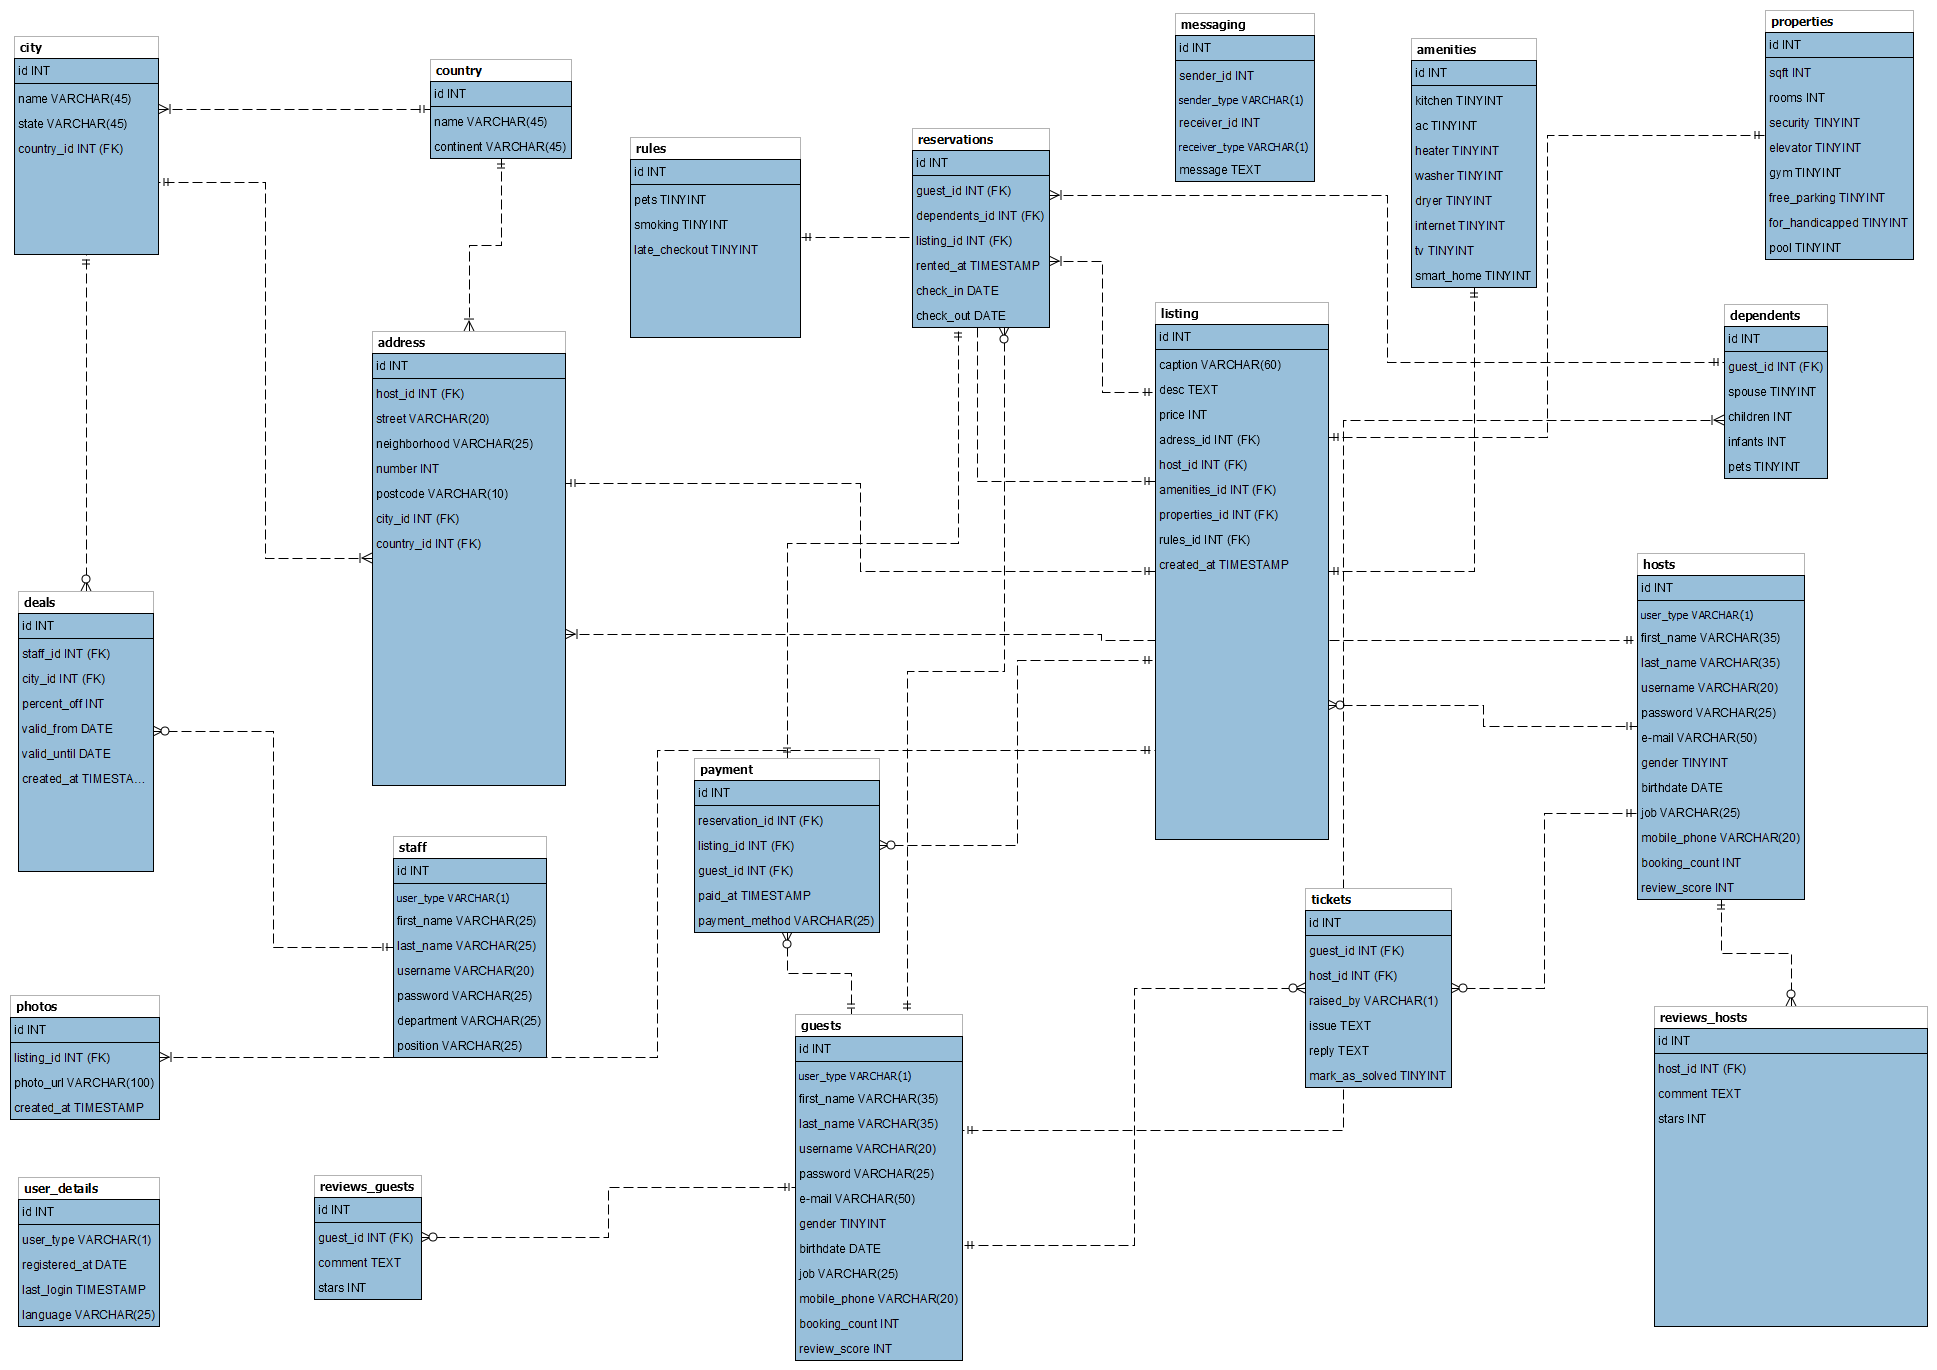 city
id INT
name VARCHAR(45)
state VARCHAR(45)
country_id INT (FK)
country
id INT
name VARCHAR(45)
continent VARCHAR(45)
rules
id INT
pets TINYINT
smoking TINYINT
late_checkout TINYINT
reservations
id INT
guest_id INT (FK)
dependents_id INT (FK)
listing_id INT (FK)
rented_at TIMESTAMP
check_in DATE
check_out DATE
messaging
id INT
sender_id INT
sender_type VARCHAR(1)
receiver_id INT
receiver_type VARCHAR(1)
message TEXT
amenities
id INT
kitchen TINYINT
ac TINYINT
heater TINYINT
washer TINYINT
dryer TINYINT
internet TINYINT
tv TINYINT
smart_home TINYINT
properties
id INT
sqft INT
rooms INT
security TINYINT
elevator TINYINT
gym TINYINT
free_parking TINYINT
for_handicapped TINYINT
pool TINYINT
address
id INT
host_id INT (FK)
street VARCHAR(20)
neighborhood VARCHAR(25)
number INT
postcode VARCHAR(10)
city_id INT (FK)
country_id INT (FK)
listing
id INT
caption VARCHAR(60)
desc TEXT
price INT
adress_id INT (FK)
host_id INT (FK)
amenities_id INT (FK)
properties_id INT (FK)
rules_id INT (FK)
created_at TIMESTAMP
dependents
id INT
guest_id INT (FK)
spouse TINYINT
children INT
infants INT
pets TINYINT
deals
id INT
staff_id INT (FK)
city_id INT (FK)
percent_off INT
valid_from DATE
valid_until DATE
created_at TIMESTA...
hosts
id INT
user_type VARCHAR(1)
first_name VARCHAR(35)
last_name VARCHAR(35)
username VARCHAR(20)
password VARCHAR(25)
e-mail VARCHAR(50)
gender TINYINT
birthdate DATE
job VARCHAR(25)
mobile_phone VARCHAR(20)
booking_count INT
review_score INT
payment
id INT
reservation_id INT (FK)
listing_id INT (FK)
guest_id INT (FK)
paid_at TIMESTAMP
payment_method VARCHAR(25)
staff
id INT
user_type VARCHAR(1)
first_name VARCHAR(25)
last_name VARCHAR(25)
username VARCHAR(20)
password VARCHAR(25)
department VARCHAR(25)
position VARCHAR(25)
tickets
id INT
guest_id INT (FK)
host_id INT (FK)
raised_by VARCHAR(1)
issue TEXT
reply TEXT
mark_as_solved TINYINT
photos
id INT
listing_id INT (FK)
photo_url VARCHAR(100)
created_at TIMESTAMP
guests
id INT
user_type VARCHAR(1)
first_name VARCHAR(35)
last_name VARCHAR(35)
username VARCHAR(20)
password VARCHAR(25)
e-mail VARCHAR(50)
gender TINYINT
birthdate DATE
job VARCHAR(25)
mobile_phone VARCHAR(20)
booking_count INT
review_score INT
reviews_hosts
id INT
host_id INT (FK)
comment TEXT
stars INT
user_details
id INT
user_type VARCHAR(1)
registered_at DATE
last_login TIMESTAMP
language VARCHAR(25)
reviews_guests
id INT
guest_id INT (FK)
comment TEXT
stars INT